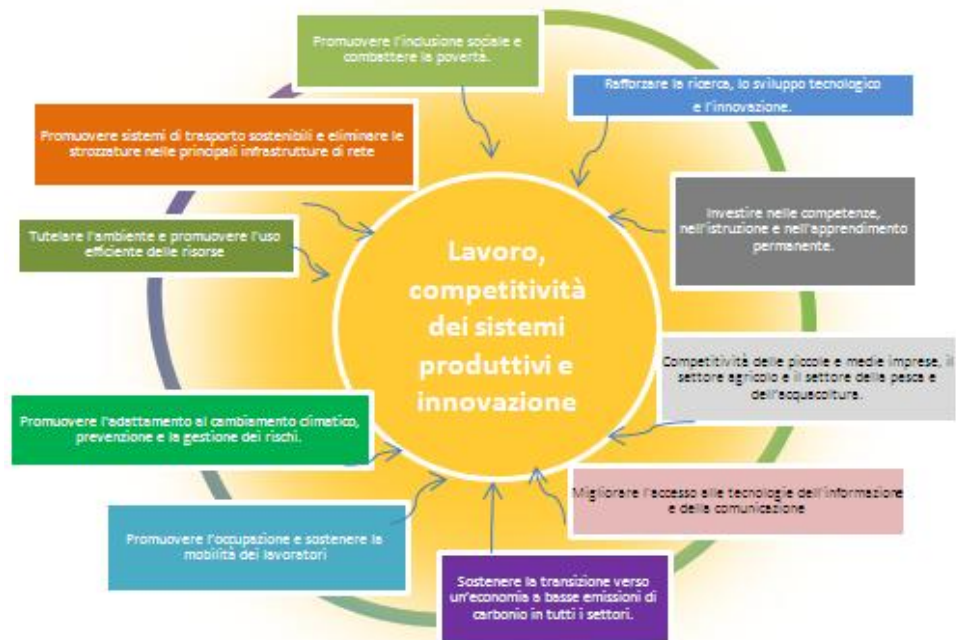 Promuovere l'inclusione sociale e
combattere la povertà.
Rafforzare la ricerca, lo sviluppo tecnologico
e l'innovazione.
Promuovere sistemi di trasporto sostenibili e eliminare le
strozzature nelle principali infrastrutture di rete
Investire nelle competenze,
nell'istruzione e nell'apprendimento
permanente.
Tutelare l'ambiente e promuovere l'uso
efficiente delle risorse
Lavoro,
competitività
dei sistemi
produttivi e
innovazione
Competitività delle piccole e medie imprese, il
settore agricolo e il settore della pesca e
dell'acquacoltura.
Promuovere l'adattamento al cambiamento climatico,
prevenzione e la gestione dei rischi.
Migliorare l'accesso alle tecnologie dell'informazione
e della comunicazione
Promuovere l'occupazione e sostenere la
mobilità dei lavoratori
Sostenere la transizione verso
un'economia a basse emissioni di
carbonio in tutti i settori.